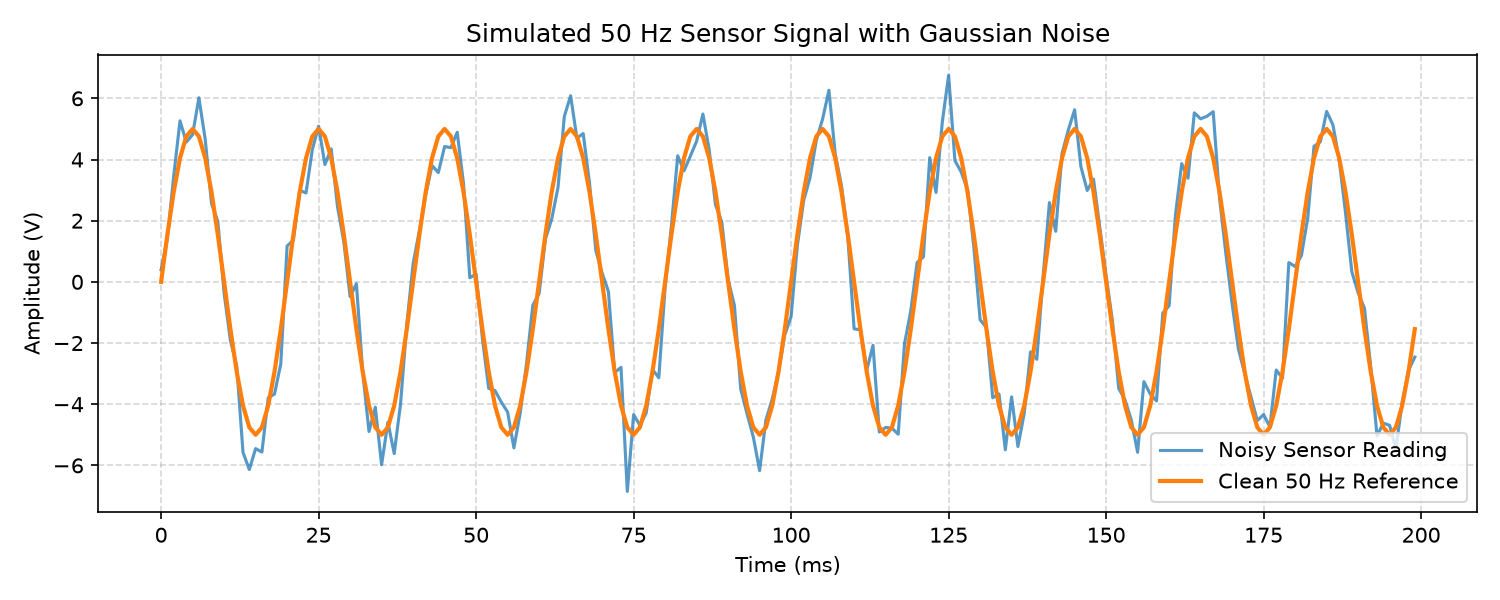 Simulated 50 Hz Sensor Signal with Gaussian Noise
Amplitude (V)
6
4
2
0
−2
−4
−6
Noisy Sensor Reading
Clean 50 Hz Reference
0 25 50 75 100 125 150 175 200
Time (ms)